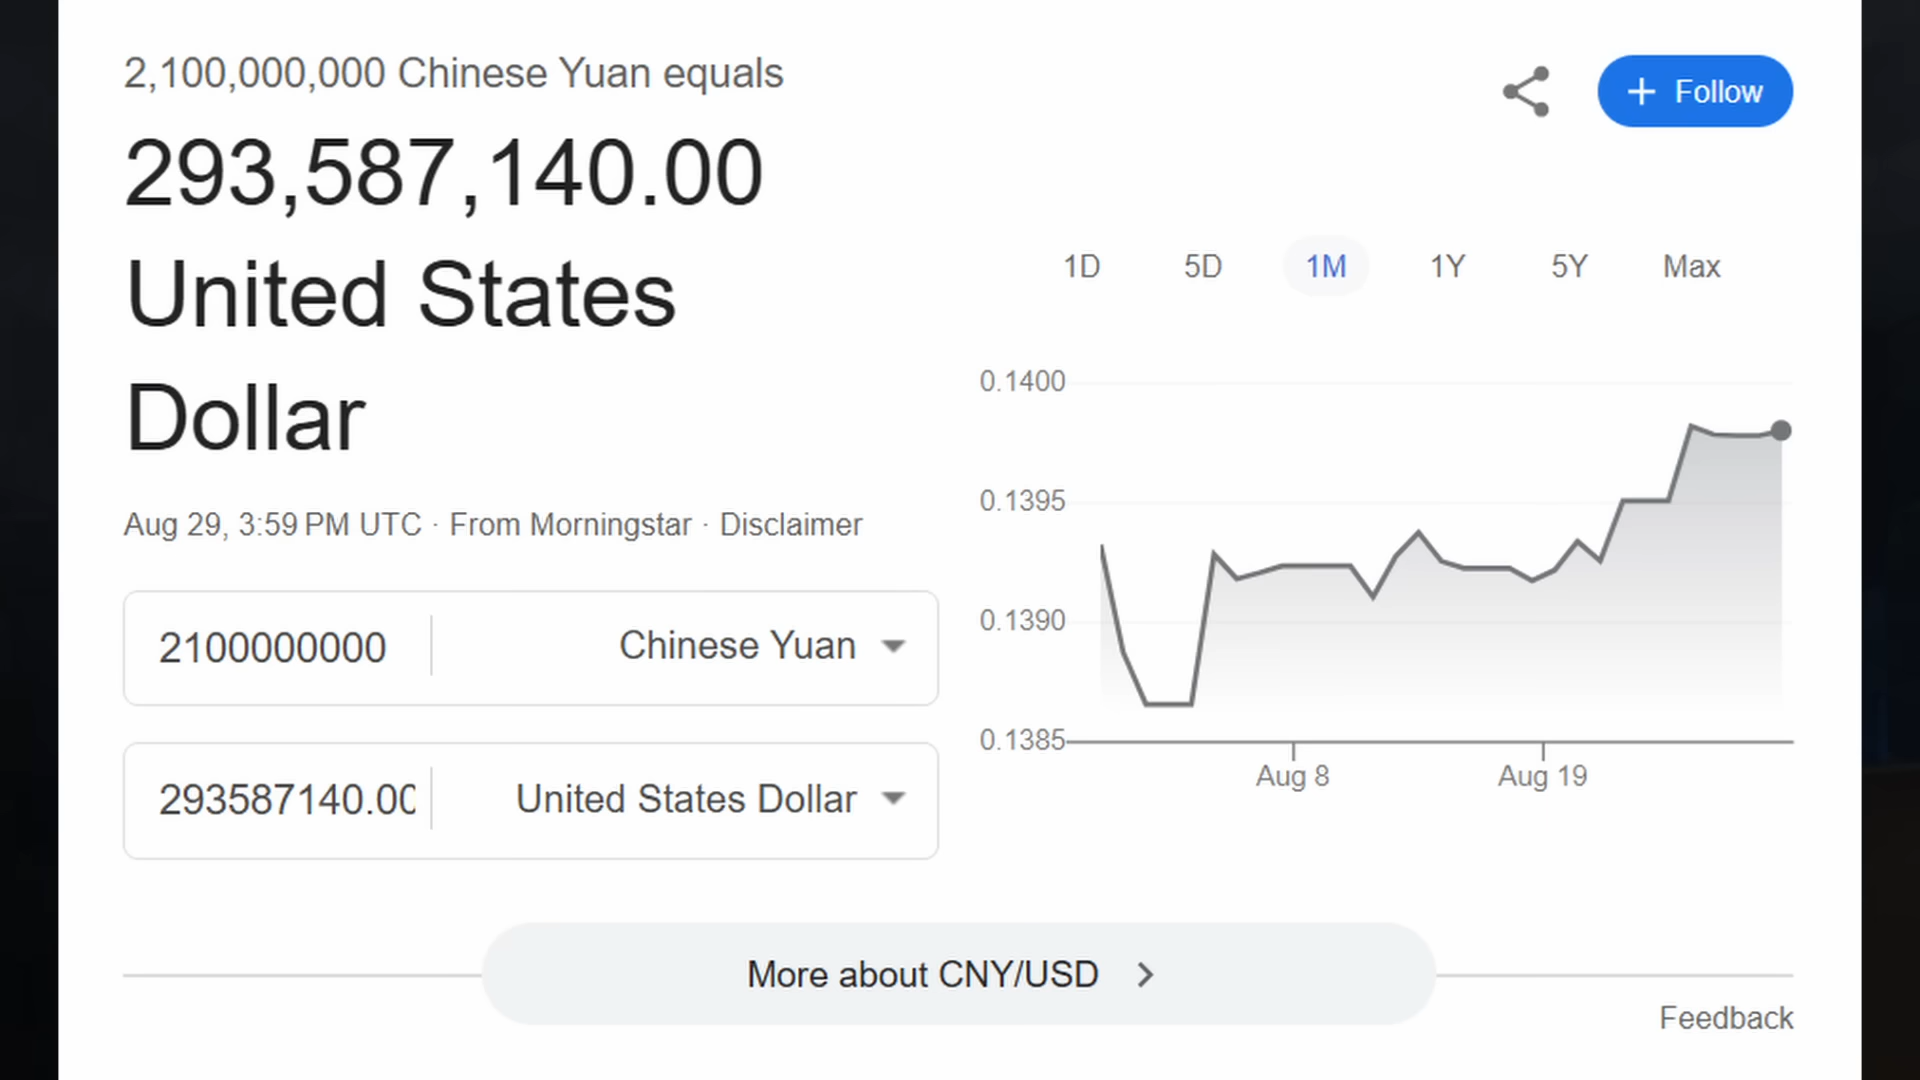 2,100,000,000 Chinese Yuan equals
293,587,140.00
United States
Dollar
Aug 29, 3:59 PM UTC · From Morningstar · Disclaimer
2100000000
Chinese Yuan
293587140.00
United States Dollar
+ Follow
1D 5D 1M 1Y 5Y Max
0.1400
0.1395
0.1390
0.1385
Aug 8 Aug 19
More about CNY/USD
Feedback